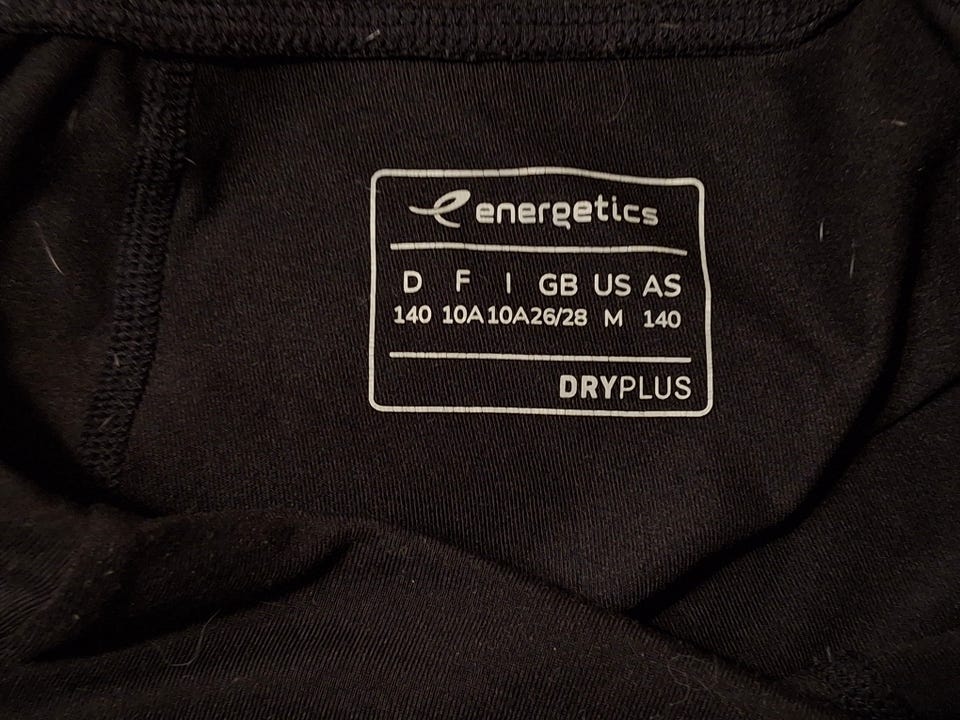 energetics
D F I GB US AS
140 10A 10A 26/28 M 140
DRYPLUS